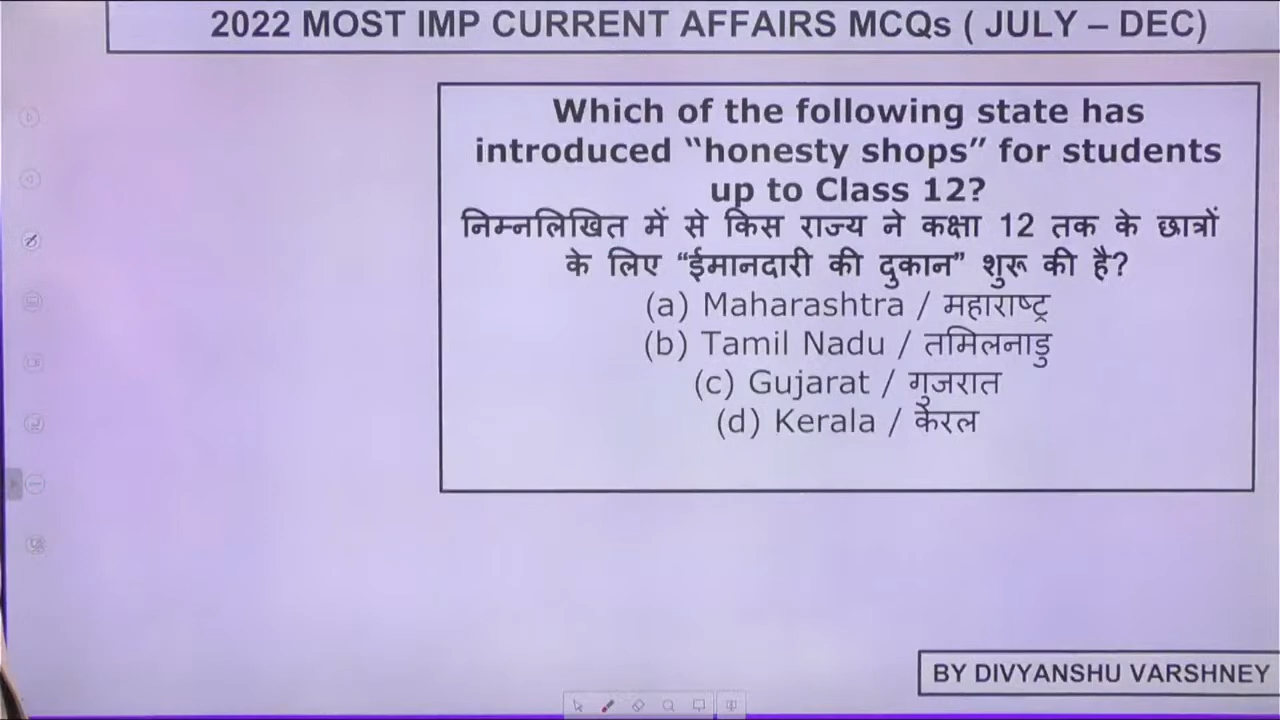 2022 MOST IMP CURRENT AFFAIRS MCQs ( JULY – DEC)
Which of the following state has
introduced “honesty shops” for students
up to Class 12?
निम्नलिखित में से किस राज्य ने कक्षा 12 तक के छात्रों
के लिए “ईमानदारी की दुकान” शुरू की है?
(a) Maharashtra / महाराष्ट्र
(b) Tamil Nadu / तमिलनाडु
(c) Gujarat / गुजरात
(d) Kerala / केरल
BY DIVYANSHU VARSHNEY